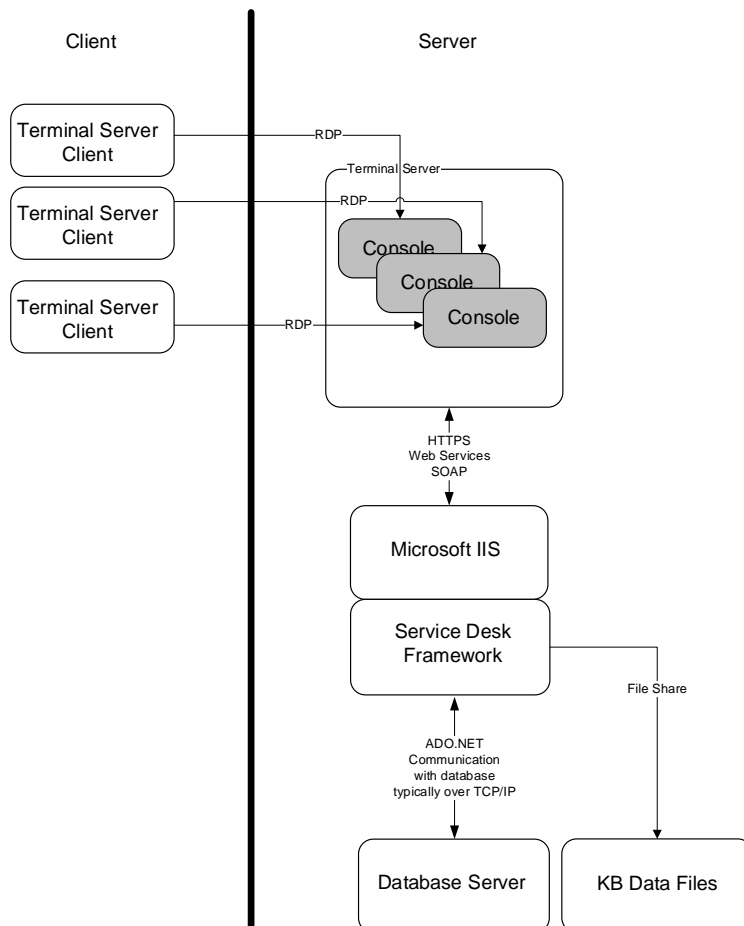 Client
Server
Terminal Server
Client
RDP
Terminal Server
Terminal Server
Client
RDP
Console
Console
Terminal Server
Client
RDP
Console
HTTPS
Web Services
SOAP
Microsoft IIS
Service Desk
Framework
File Share
ADO.NET
Communication
with database
typically over TCP/IP
Database Server
KB Data Files